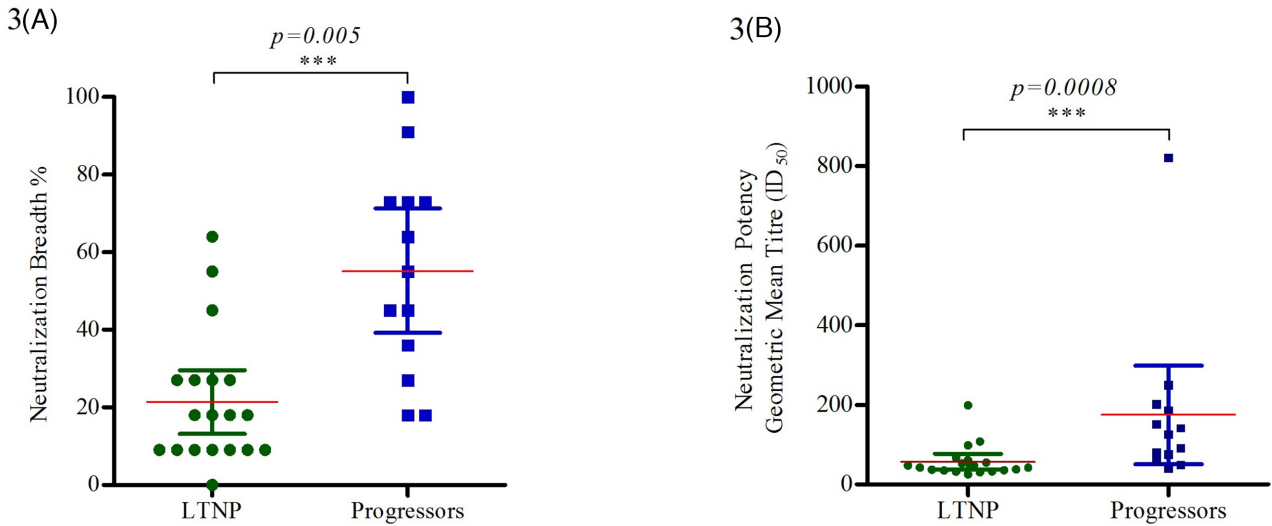 3(A)
p=0.005
***
100
80
60
40
20
0
Neutralization Breadth %
LTNP
Progressors
3(B)
p=0.0008
***
1000
800
600
400
200
0
Neutralization Potency
Geometric Mean Titre (ID50)
LTNP
Progressors